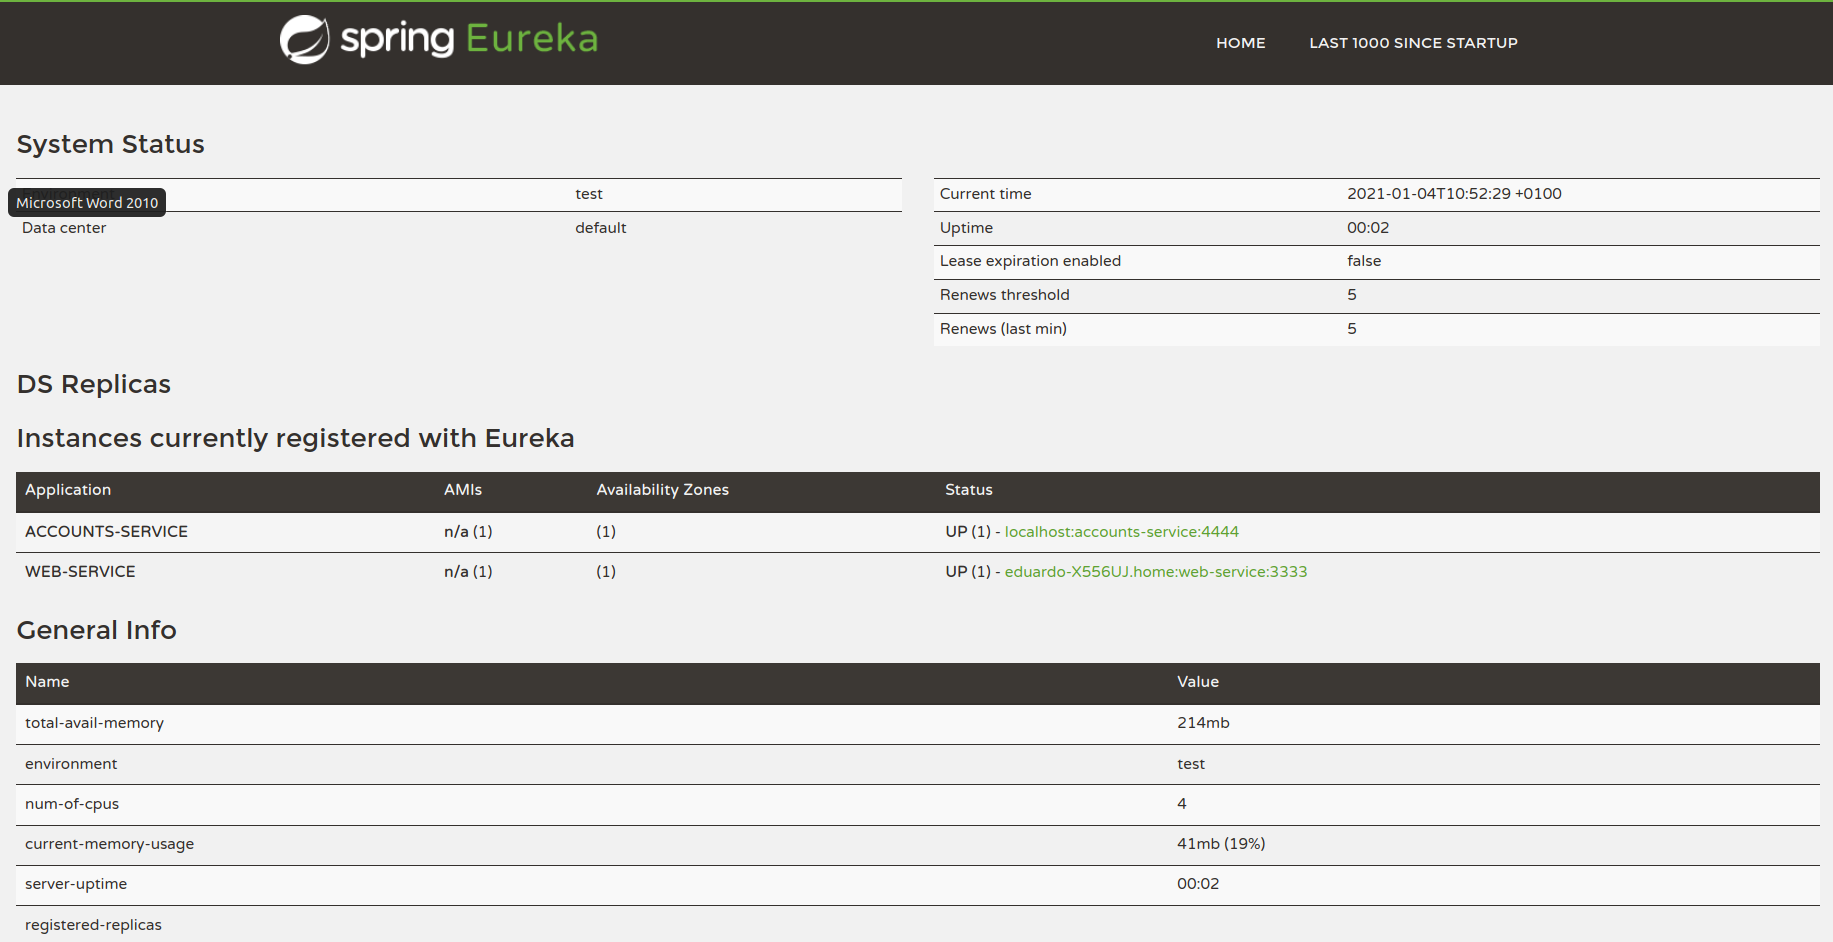 spring Eureka
HOME LAST 1000 SINCE STARTUP
System Status
test
Microsoft Word 2010
Data center default
Current time 2021-01-04T10:52:29 +0100
Uptime 00:02
Lease expiration enabled false
Renews threshold 5
Renews (last min) 5
DS Replicas
Instances currently registered with Eureka
Application AMIs Availability Zones Status
ACCOUNTS-SERVICE n/a (1) (1) UP (1) - localhost:accounts-service:4444
WEB-SERVICE n/a (1) (1) UP (1) - eduardo-X556UJ.home:web-service:3333
General Info
Name Value
total-avail-memory 214mb
environment test
num-of-cpus 4
current-memory-usage 41mb (19%)
server-uptime 00:02
registered-replicas